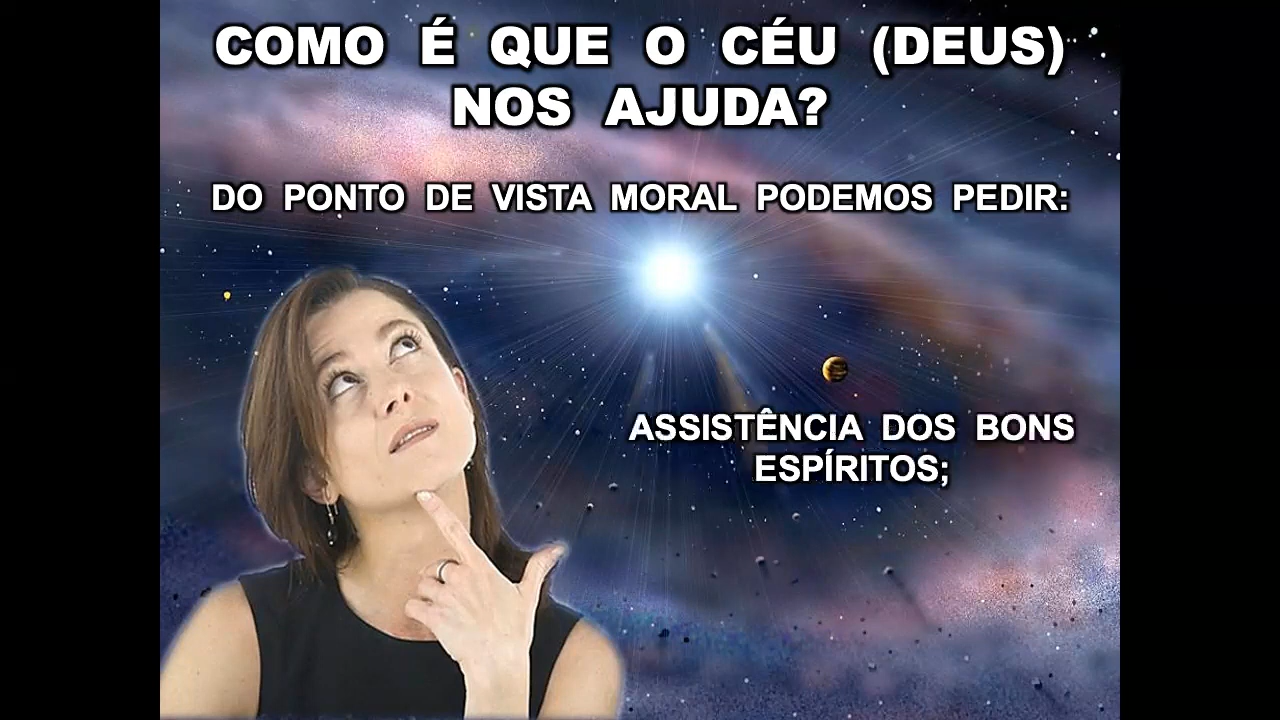 COMO É QUE O CÉU (DEUS)
NOS AJUDA?
DO PONTO DE VISTA MORAL PODEMOS PEDIR:
ASSISTÊNCIA DOS BONS
ESPÍRITOS;